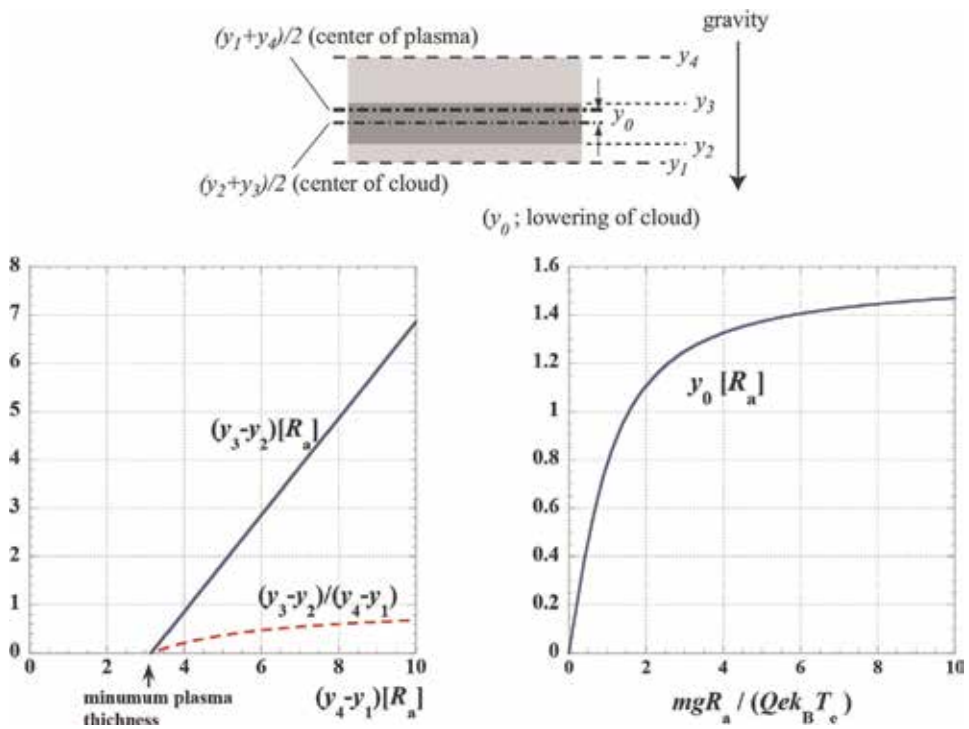 gravity
(y1+y4)/2 (center of plasma)
y4
y3
y0
y2
y1
(y2+y3)/2 (center of cloud)
(y0 ; lowering of cloud)
8
7
6
5
4
3
2
1
0
(y3-y2)[Ra]
(y3-y2)/(y4-y1)
0 2 4 6 8 10
minumum plasma
thichness
(y4-y1)[Ra]
1.6
1.4
1.2
1
0.8
0.6
0.4
0.2
0
y0 [Ra]
0 2 4 6 8 10
mgRa / (QekBTe)